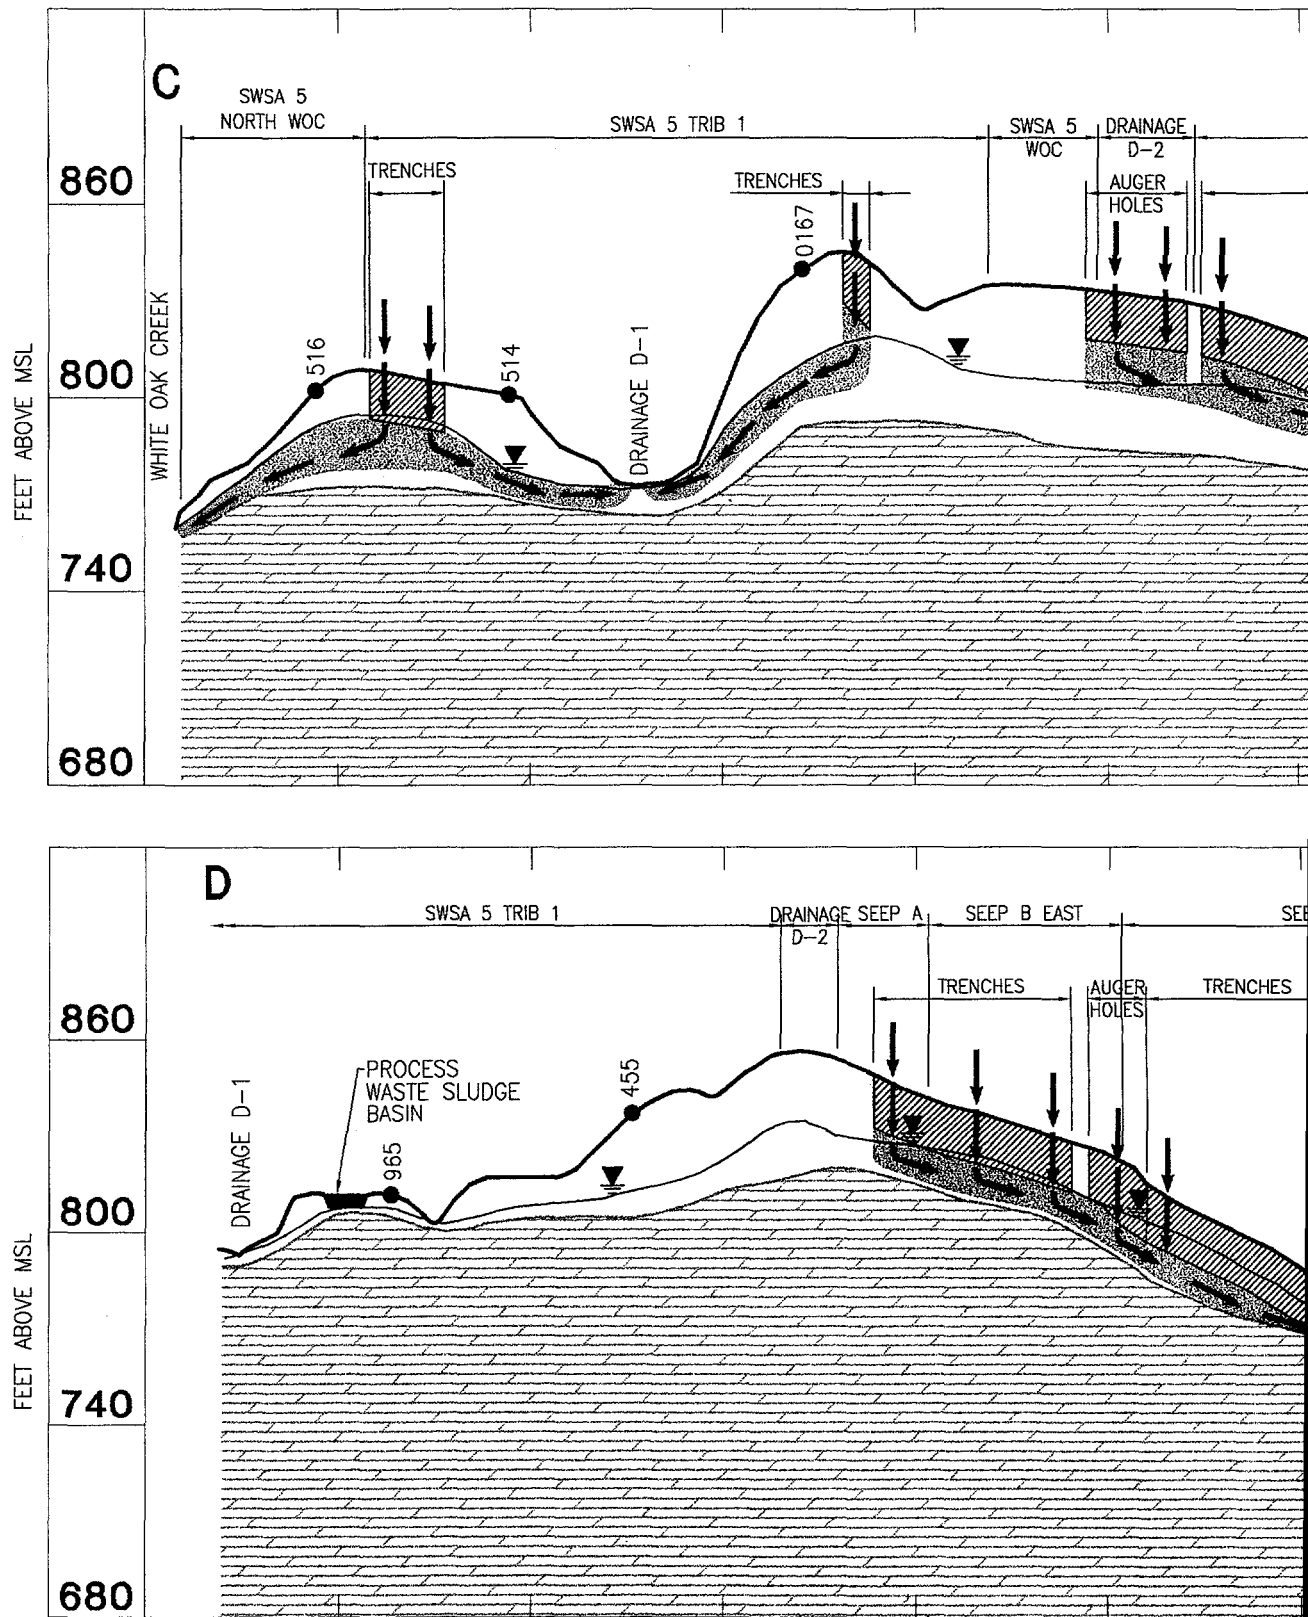 C
SWSA 5
NORTH WOC
SWSA 5 TRIB 1
SWSA 5
WOC
DRAINAGE
D-2
TRENCHES
TRENCHES
AUGER
HOLES
860
800
740
680
FEET ABOVE MSL
WHITE OAK CREEK
516
514
DRAINAGE D-1
0167
D
SWSA 5 TRIB 1
DRAINAGE
D-2
SEEP A
SEEP B EAST
TRENCHES
AUGER
HOLES
TRENCHES
860
800
740
680
FEET ABOVE MSL
DRAINAGE D-1
PROCESS
WASTE SLUDGE
BASIN
965
455